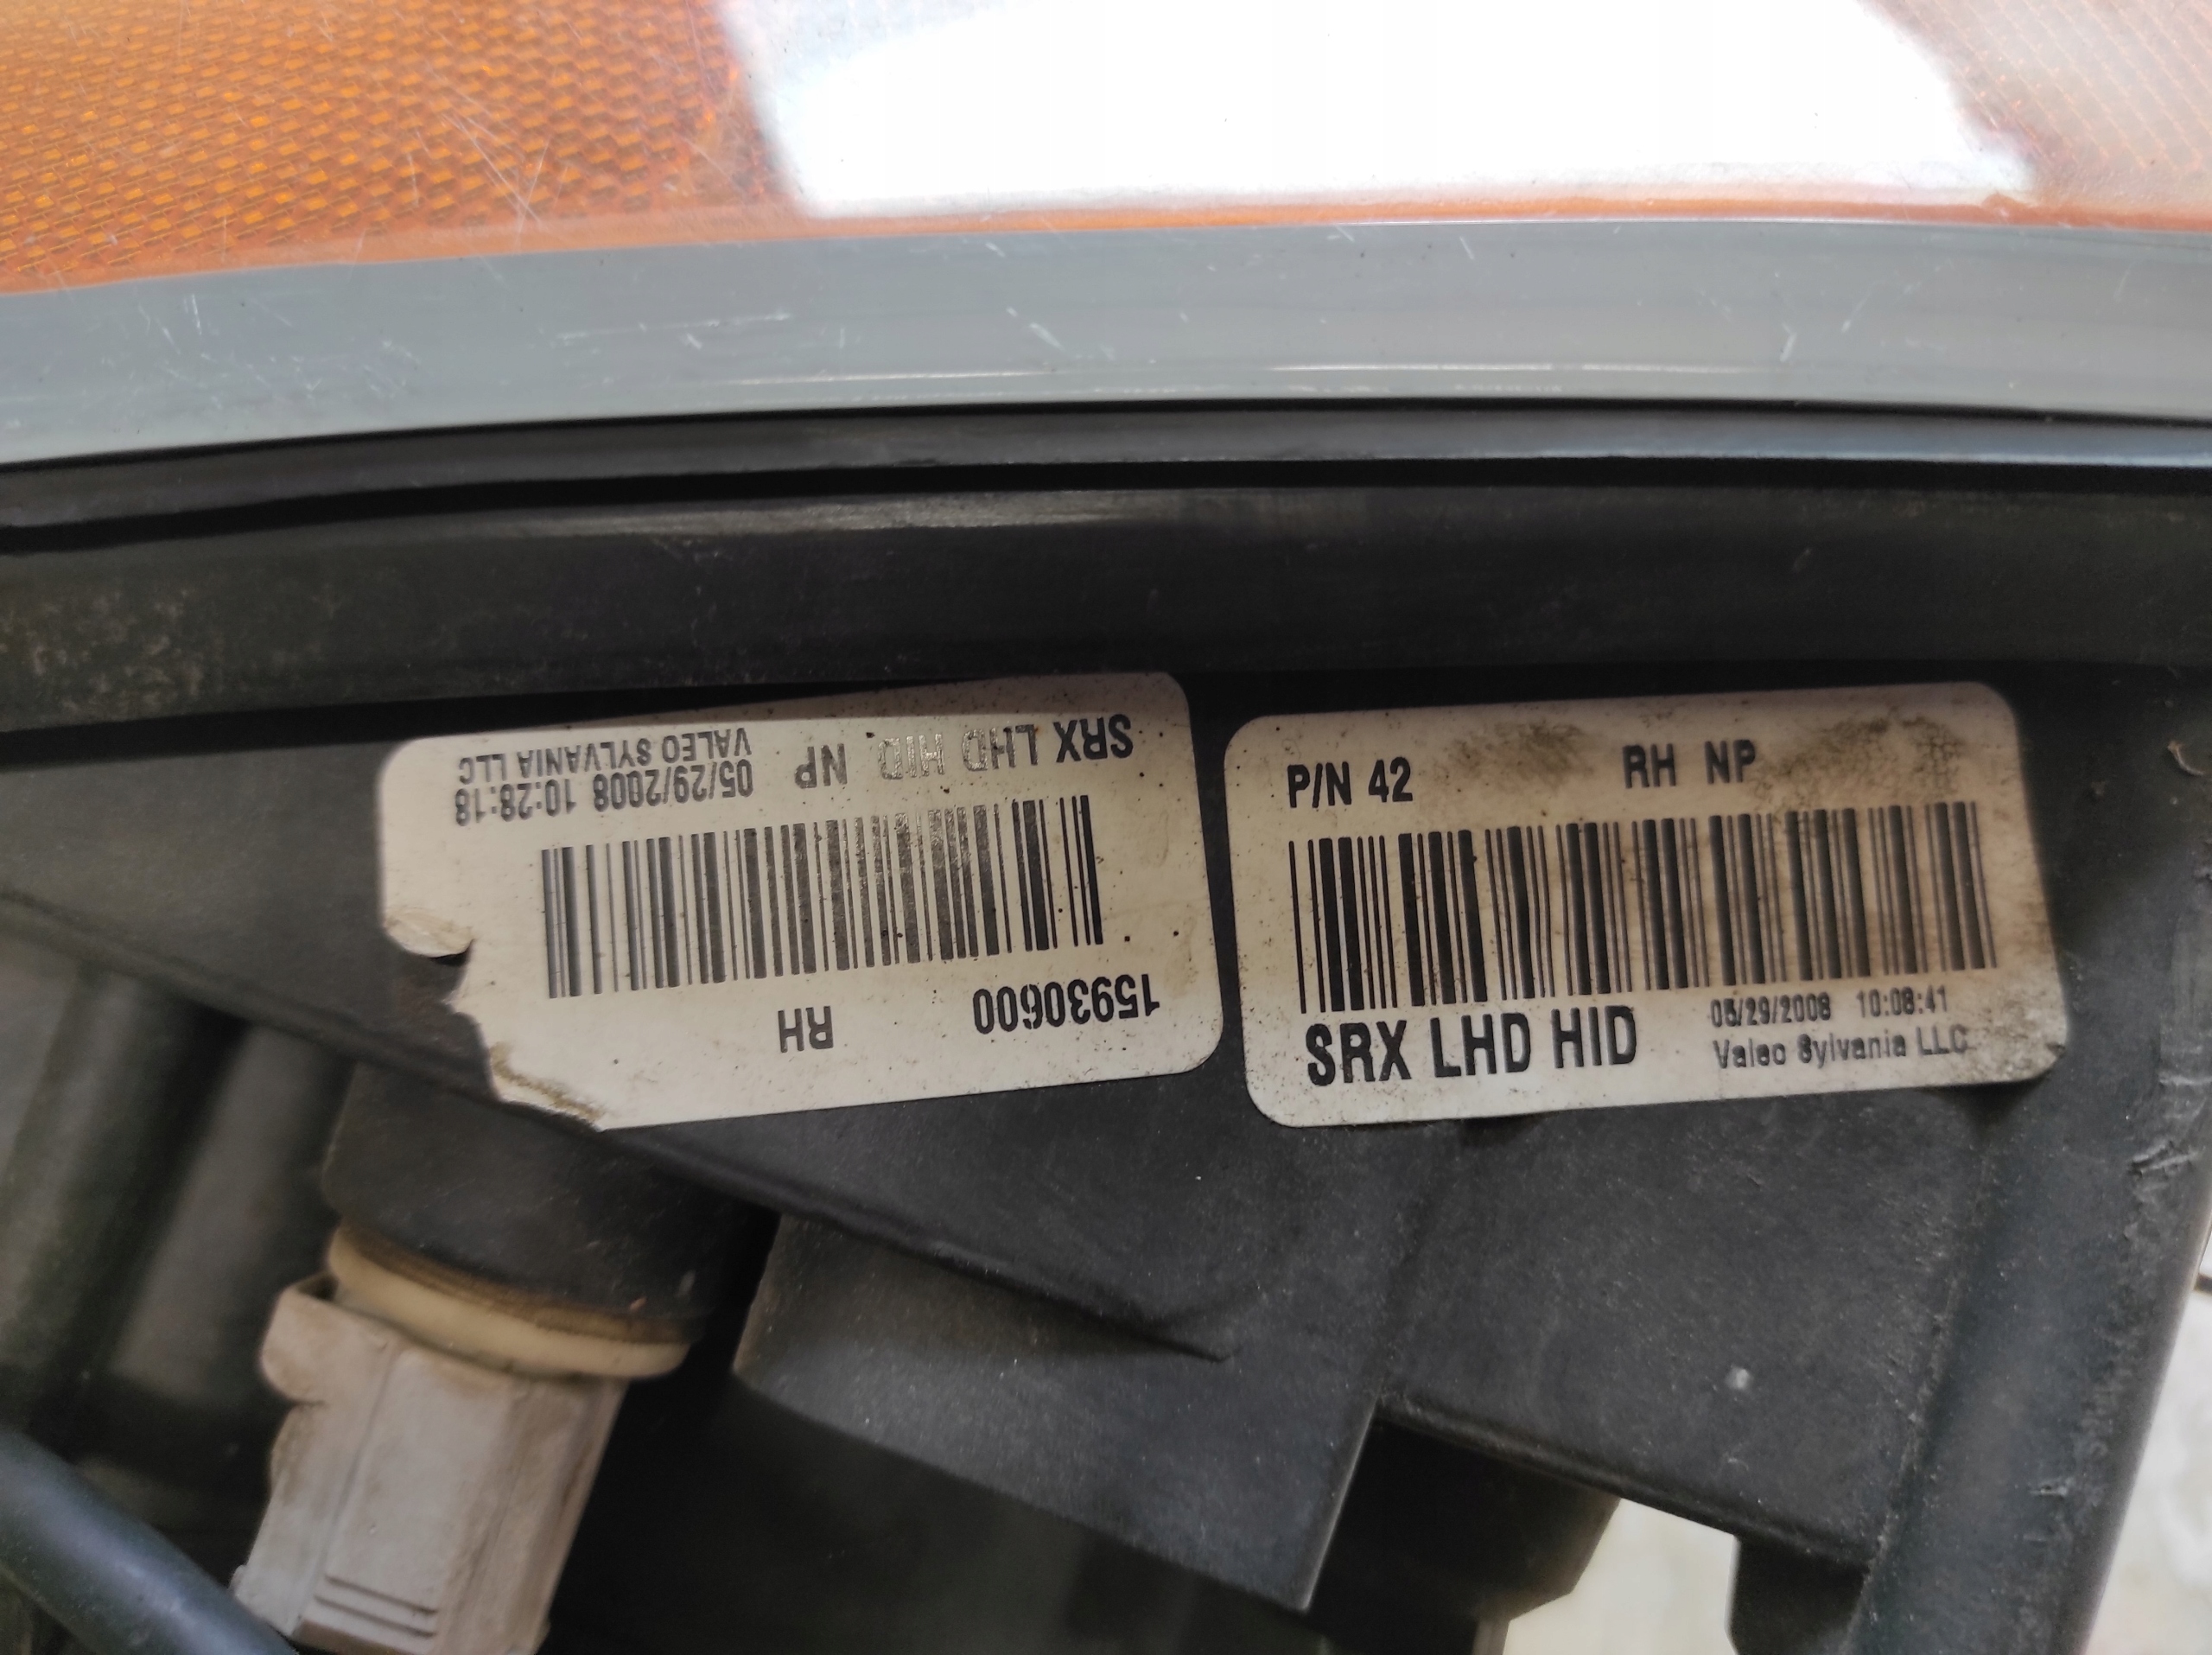 15930600 RH
SRX LHD HID NP
05/29/2008 10:28:18
VALEO SYLVANIA LLC
P/N 42 RH NP
SRX LHD HID
05/29/2008 10:08:41
Valeo Sylvania LLC